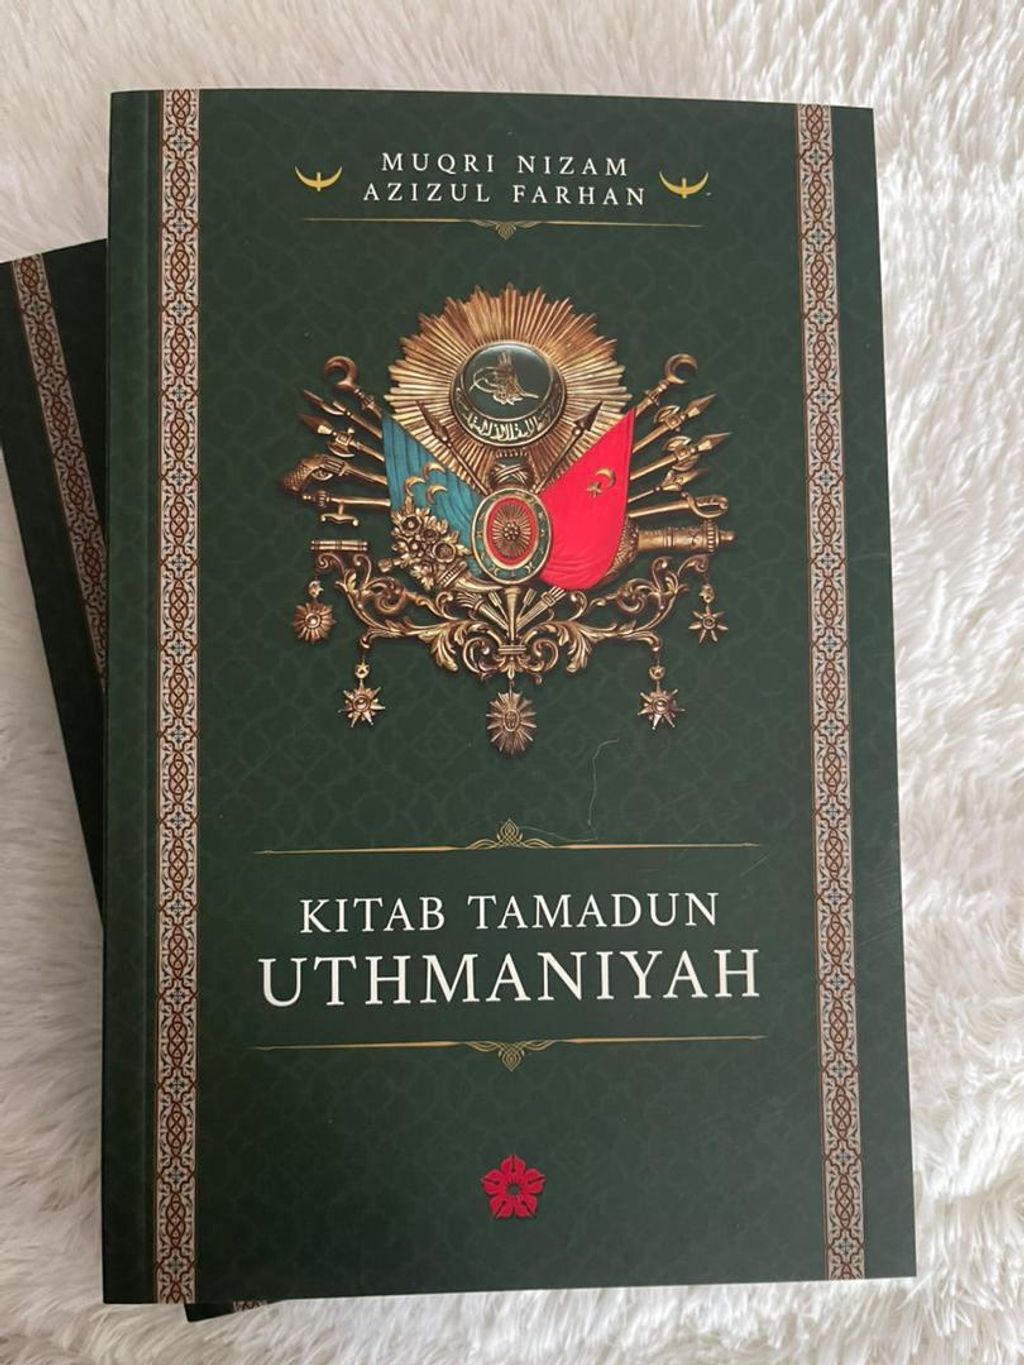 MUQRI NIZAM
AZIZUL FARHAN
KITAB TAMADUN
UTHMANIYAH